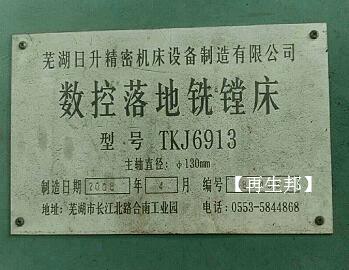 芜湖日升精密机床设备制造有限公司
数控落地铣镗床
型号 TKJ6913
主轴直径: φ130mm
制造日期 2008 年 4 月 编号【再生邦】
地址: 芜湖市长江北路合南工业园 电话: 0553-5844868